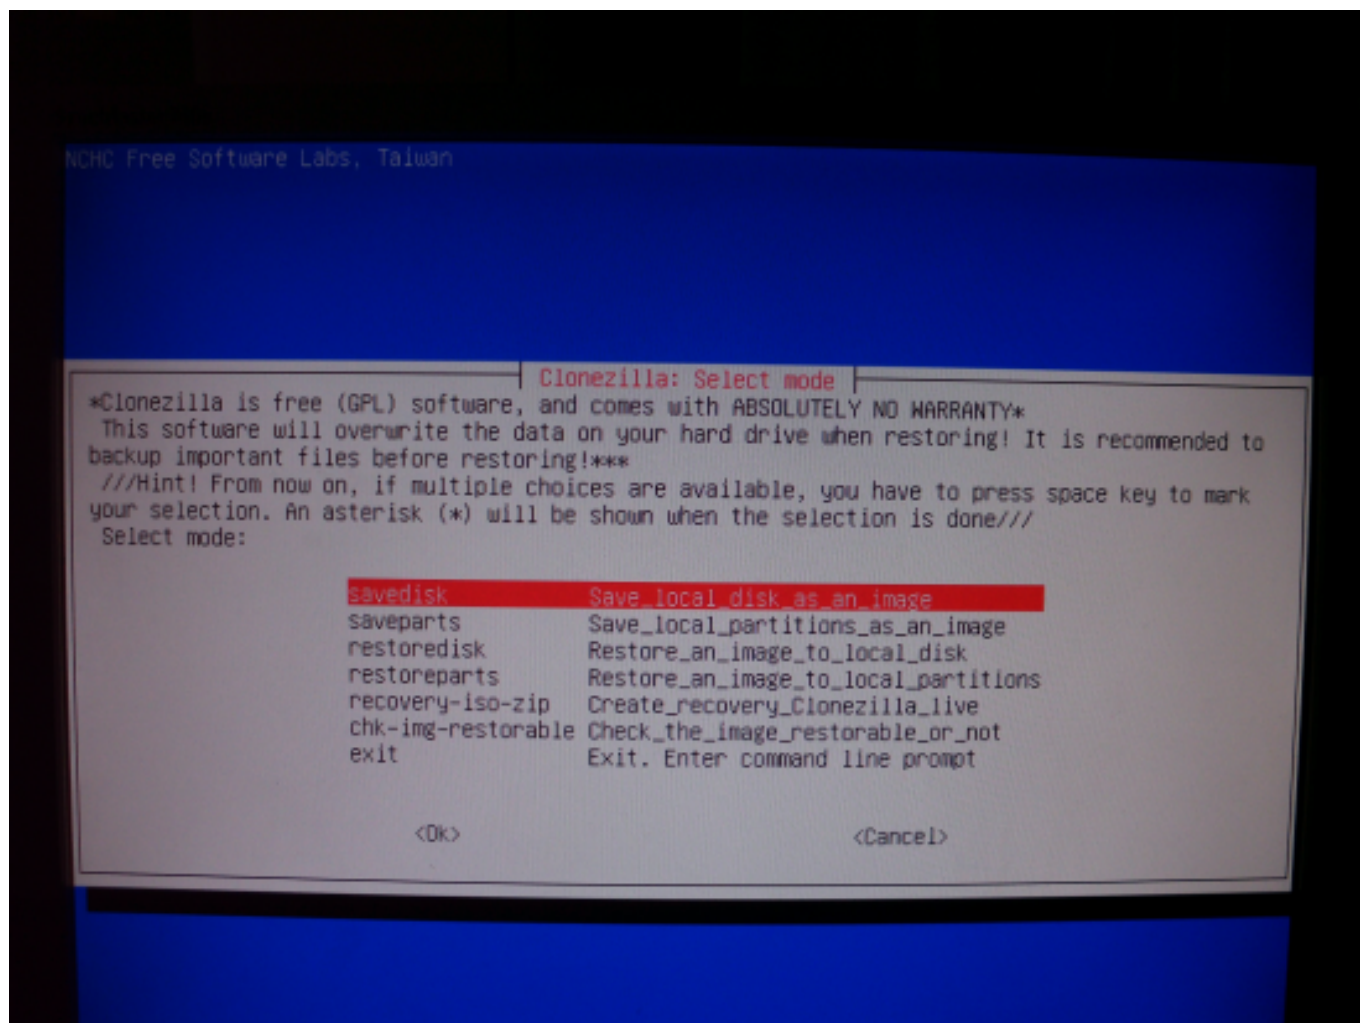 NCHC Free Software Labs, Taiwan
Clonezilla: Select mode
*Clonezilla is free (GPL) software, and comes with ABSOLUTELY NO WARRANTY*
This software will overwrite the data on your hard drive when restoring! It is recommended to
backup important files before restoring!***
///Hint! From now on, if multiple choices are available, you have to press space key to mark
your selection. An asterisk (*) will be shown when the selection is done///
Select mode:
savedisk Save_local_disk_as_an_image
saveparts Save_local_partitions_as_an_image
restoredisk Restore_an_image_to_local_disk
restoreparts Restore_an_image_to_local_partitions
recovery-iso-zip Create_recovery_Clonezilla_live
chk-img-restorable Check_the_image_restorable_or_not
exit Exit. Enter command line prompt
<Ok> <Cancel>